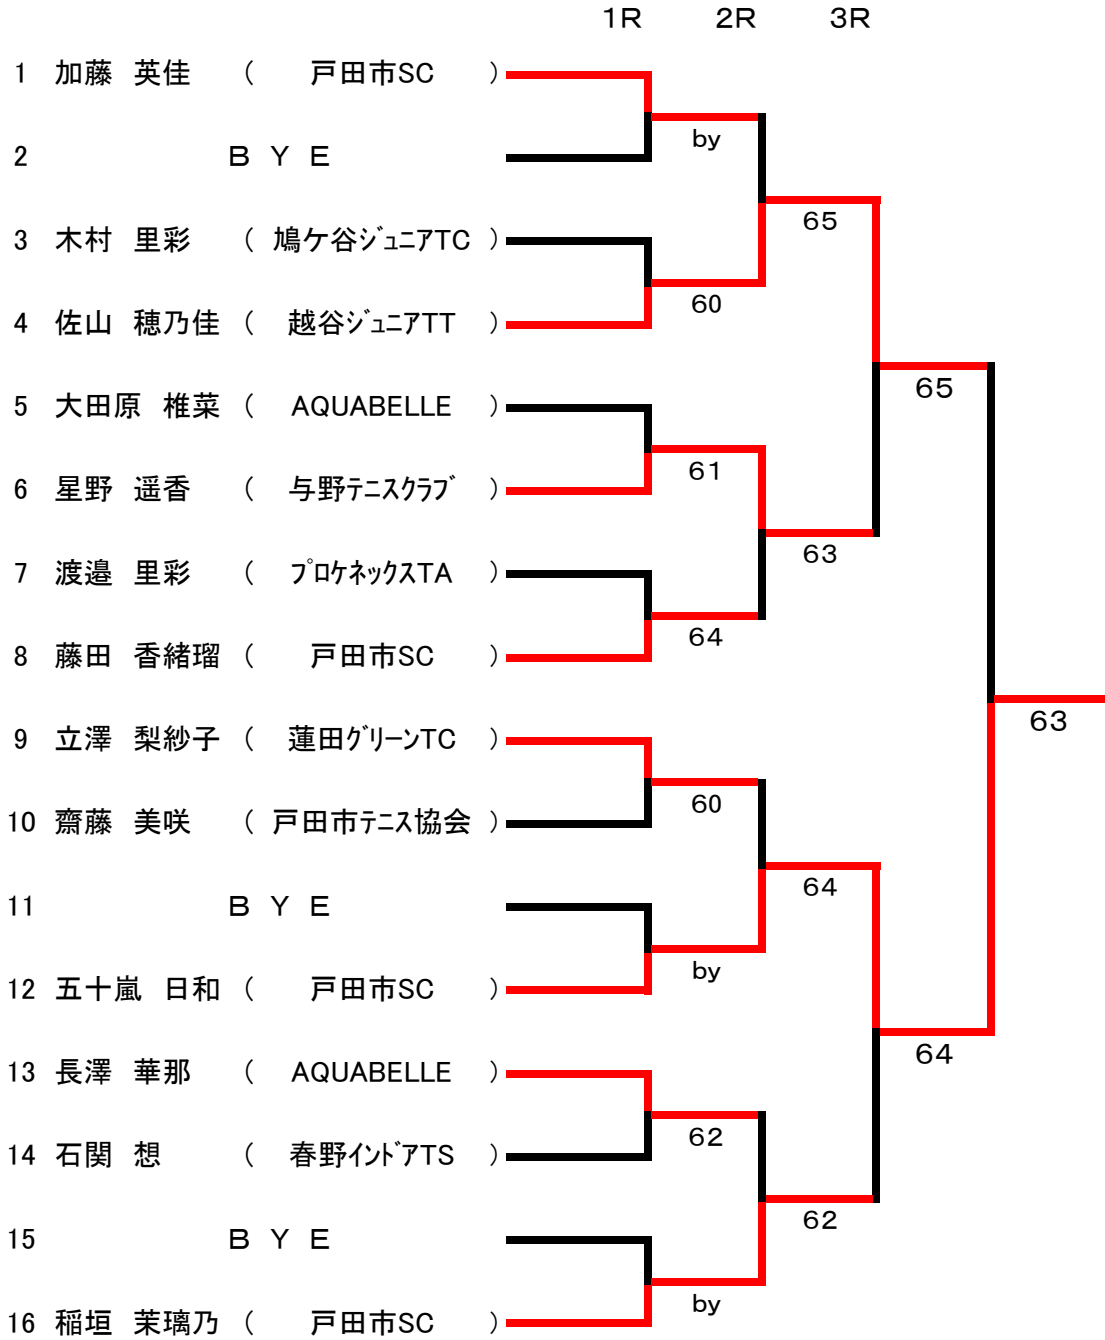 1R 2R 3R
1 加藤 英佳 ( 戸田市SC )
by
2 B Y E
65
3 木村 里彩 ( 鳩ケ谷ｼﾞｭﾆｱTC )
60
4 佐山 穂乃佳 ( 越谷ｼﾞｭﾆｱTT )
65
5 大田原 椎菜 ( AQUABELLE )
61
6 星野 遥香 ( 与野ﾃﾆｽｸﾗﾌﾞ )
63
7 渡邉 里彩 ( ﾌﾟﾛｹﾈｯｸｽTA )
64
8 藤田 香緒瑠 ( 戸田市SC )
63
9 立澤 梨紗子 ( 蓮田ｸﾞﾘｰﾝTC )
60
10 齋藤 美咲 ( 戸田市ﾃﾆｽ協会 )
64
11 B Y E
by
12 五十嵐 日和 ( 戸田市SC )
64
13 長澤 華那 ( AQUABELLE )
62
14 石関 想 ( 春野ｲﾝﾄﾞｱTS )
62
15 B Y E
by
16 稲垣 茉璃乃 ( 戸田市SC )